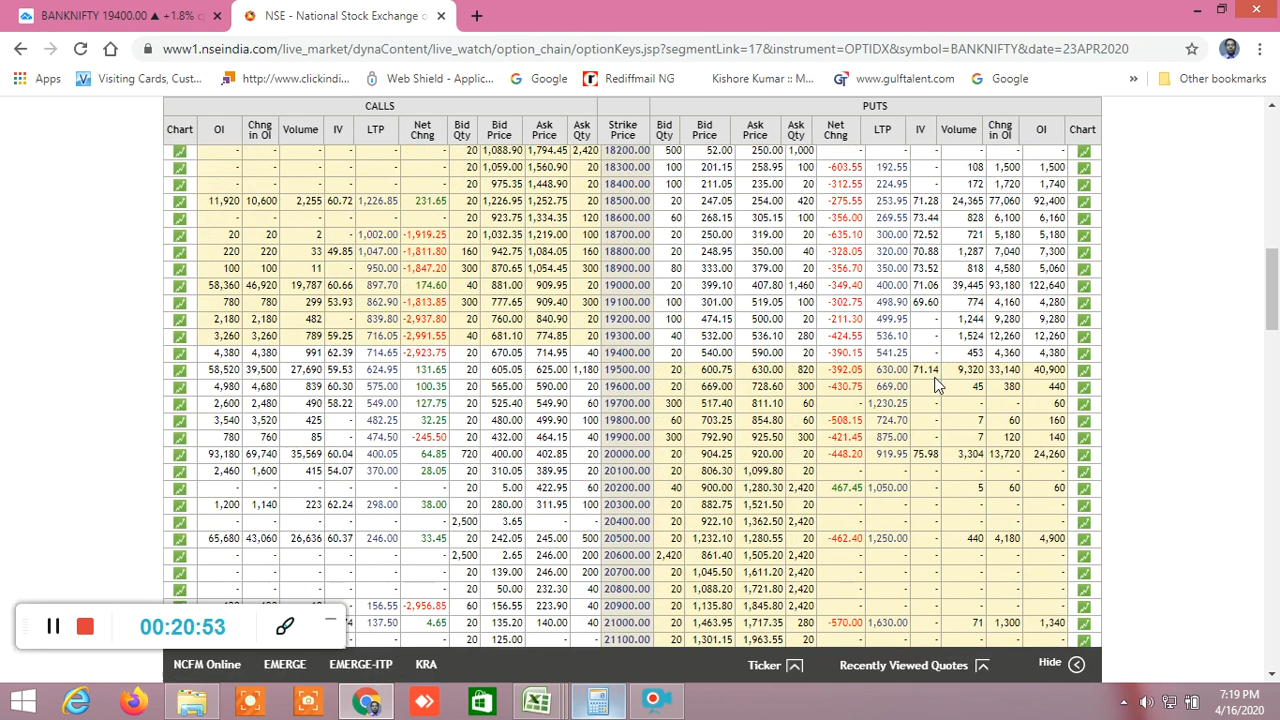 BANKNIFTY 19400.00 ▲ +1.8%
NSE - National Stock Exchange o
www1.nseindia.com/live_market/dynaContent/live_watch/option_chain/optionKeys.jsp?segmentLink=17&instrument=OPTIDX&symbol=BANKNIFTY&date=23APR2020
Apps Visiting Cards, Cust... http://www.clickindi... Web Shield - Applic... Google Rediffmail NG Kishore Kumar :: M... www.gulftalent.com Google » Other bookmarks
CALLS PUTS
Chart OI Chng in OI Volume IV LTP Net Chng Bid Qty Bid Price Ask Price Ask Qty Strike Price Bid Qty Bid Price Ask Price Ask Qty Net Chng LTP IV Volume Chng in OI OI Chart
- - - - - - 20 1,088.90 1,794.45 2,420 18200.00 500 52.00 250.00 1,000 - - - - - -
- - - - - - 20 1,059.00 1,560.90 20 18300.00 100 201.15 258.95 100 -603.55 192.55 - 108 1,500 1,500
- - - - - - 20 975.35 1,448.90 20 18400.00 100 211.05 235.00 20 -312.55 224.95 - 172 1,720 1,740
11,920 10,600 2,255 60.72 1,226.85 231.65 20 1,226.95 1,252.75 20 18500.00 20 247.05 254.00 420 -275.55 253.95 71.28 24,365 77,060 92,400
- - - - - - 20 923.75 1,334.35 120 18600.00 60 268.15 305.15 100 -356.00 269.55 73.44 828 6,100 6,160
20 20 2 - 1,002.00 -1,919.25 20 1,032.35 1,219.00 100 18700.00 20 250.00 319.00 20 -635.10 300.00 72.52 721 5,180 5,180
220 220 33 49.85 1,047.00 -1,811.80 160 942.75 1,084.05 160 18800.00 20 248.95 350.00 40 -328.05 320.00 70.88 1,287 7,040 7,300
100 100 11 - 950.00 -1,847.20 300 870.65 1,054.45 300 18900.00 80 333.00 379.00 20 -356.70 350.00 73.52 818 4,580 5,060
58,360 46,920 19,787 60.66 897.70 174.60 40 881.00 909.95 20 19000.00 20 399.10 407.80 1,460 -349.40 400.00 71.06 39,445 93,180 122,640
780 780 299 53.93 862.90 -1,813.85 300 777.65 909.40 300 19100.00 100 301.00 519.05 100 -302.75 498.90 69.60 774 4,160 4,280
2,180 2,180 482 - 839.80 -2,937.80 20 760.00 840.90 20 19200.00 100 474.15 500.00 20 -211.30 499.95 - 1,244 9,280 9,280
3,260 3,260 789 59.25 716.05 -2,991.55 40 681.10 774.85 20 19300.00 40 532.00 536.10 280 -424.55 536.10 - 1,524 12,260 12,260
4,380 4,380 991 62.39 714.65 -2,923.75 20 670.05 714.95 40 19400.00 20 540.00 590.00 20 -390.15 541.25 - 453 4,360 4,380
58,520 39,500 27,690 59.53 624.95 131.65 20 605.05 625.00 1,180 19500.00 20 600.75 630.00 820 -392.05 630.00 71.14 9,320 33,140 40,900
4,980 4,680 839 60.30 575.00 100.35 20 565.00 590.00 20 19600.00 20 669.00 728.60 300 -430.75 669.00 - 45 380 440
2,600 2,480 490 58.22 549.00 127.75 20 525.40 549.90 60 19700.00 300 517.40 811.10 60 - 1,230.25 - - - 60
3,540 3,520 425 - 482.25 32.25 20 480.00 499.90 100 19800.00 60 703.25 854.80 60 -508.15 724.70 - 7 60 160
780 760 85 - 474.50 -245.50 20 432.00 464.15 40 19900.00 300 792.90 925.50 300 -421.45 875.00 - 7 120 140
93,180 69,740 35,569 60.04 400.05 64.85 720 400.00 402.85 20 20000.00 20 904.25 920.00 20 -448.20 919.95 75.98 3,304 13,720 24,260
2,460 1,600 415 54.07 370.00 28.05 20 310.05 389.95 20 20100.00 20 806.30 1,099.80 20 - - - - - -
- - - - - - 20 5.00 422.95 60 20200.00 40 900.00 1,280.30 2,420 467.45 1,050.00 - 5 60 60
1,200 1,140 223 62.24 298.00 38.00 20 280.00 311.95 100 20300.00 20 882.75 1,521.50 20 - - - - - -
- - - - - - 2,500 3.65 - - 20400.00 20 922.10 1,362.50 2,420 - - - - - -
65,680 43,060 26,636 60.37 246.00 33.45 20 242.05 245.00 500 20500.00 20 1,232.10 1,280.55 20 -462.40 1,250.00 - 440 4,180 4,900
- - - - - - 2,500 2.65 246.00 200 20600.00 2,420 861.40 1,505.20 2,420 - - - - - -
- - - - - - 20 139.00 246.00 200 20700.00 20 1,045.50 1,611.20 2,420 - - - - - -
- - - - - - 20 50.00 232.30 40 20800.00 20 1,088.20 1,721.80 2,420 - - - - - -
156.55 -2,956.85 60 156.55 223.90 40 20900.00 20 1,135.80 1,845.80 2,420 - - - - - -
137.50 4.65 20 135.20 140.00 40 21000.00 20 1,463.95 1,717.35 280 -570.00 1,630.00 - 71 1,300 1,340
- - 20 125.00 - - 21100.00 20 1,301.15 1,963.55 20 - - - - - -
00:20:53
NCFM Online EMERGE EMERGE-ITP KRA Ticker Recently Viewed Quotes Hide
7:19 PM
4/16/2020